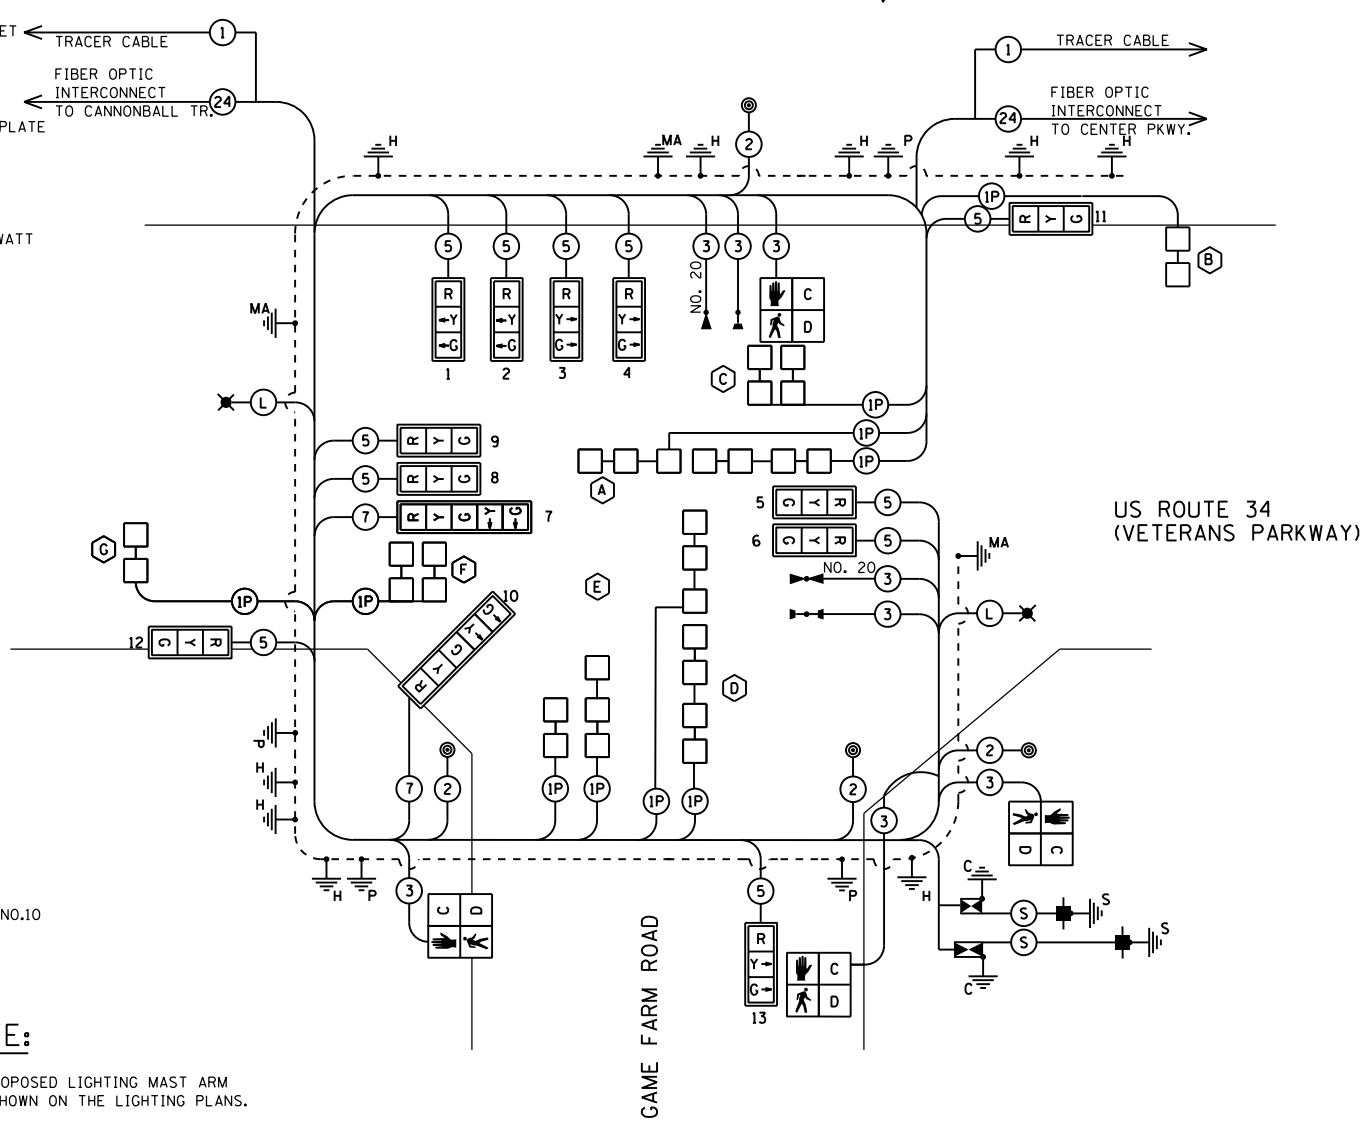 ET
TRACER CABLE
1
FIBER OPTIC
INTERCONNECT
TO CANNONBALL TR.
24
PLATE
1
TRACER CABLE
FIBER OPTIC
INTERCONNECT
TO CENTER PKWY.
24
2
H
MA
H
H
P
H
H
1P
5
R Y G
11
B
WATT
5
5
5
5
3
3
3
NO. 20
R
Y
G
1
R
Y
G
2
R
Y
G
3
R
Y
G
4
C
D
MA
C
L
1P
1P
1P
A
5
R Y G
9
5
R Y G
8
7
R Y G Y G
7
5
G Y R
5
6
G Y R
5
NO. 20
3
3
US ROUTE 34
(VETERANS PARKWAY)
MA
L
G
F
E
D
1P
1P
10
R Y G Y G
12
G Y R
5
P
H
H
7
2
1P
1P
1P
1P
2
3
2
3
D C
H
P
3
C D
5
R
Y
G
13
P
H
C
D
C
S
S
C
S
S
NO.10
GAME FARM ROAD
E:
OPOSED LIGHTING MAST ARM
HOWN ON THE LIGHTING PLANS.